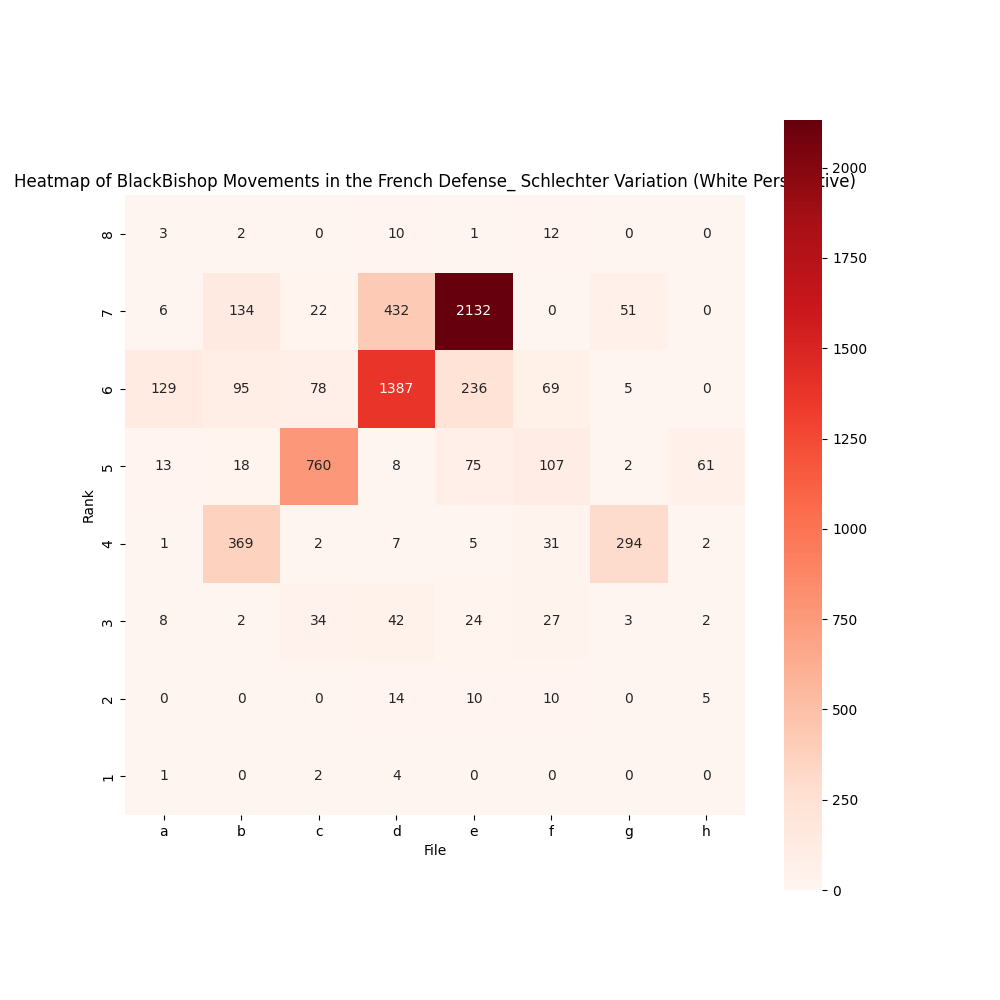 Heatmap of BlackBishop Movements in the French Defense_ Schlechter Variation (White Perspective)
8 3 2 0 10 1 12 0 0
7 6 134 22 432 2132 0 51 0
6 129 95 78 1387 236 69 5 0
5 13 18 760 8 75 107 2 61
Rank
4 1 369 2 7 5 31 294 2
3 8 2 34 42 24 27 3 2
2 0 0 0 14 10 10 0 5
1 1 0 2 4 0 0 0 0
a b c d e f g h
File
2000
1750
1500
1250
1000
750
500
250
0